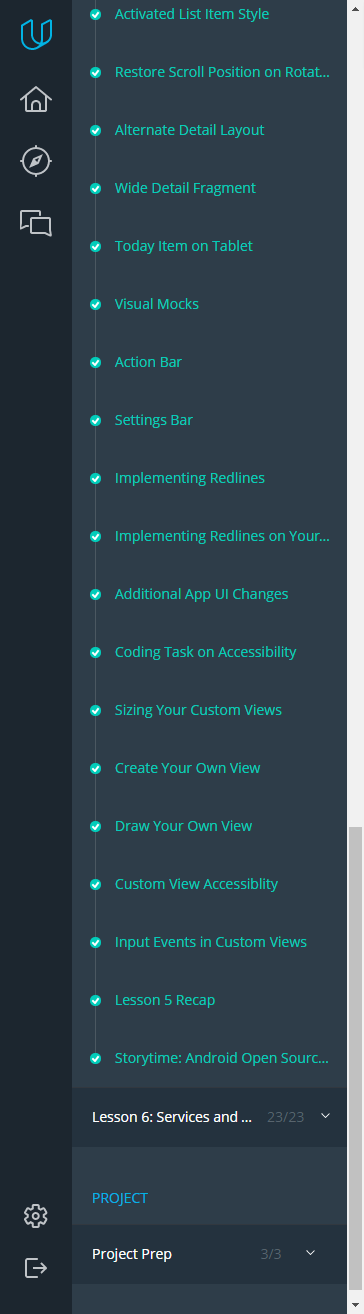 Activated List Item Style
Restore Scroll Position on Rotat...
Alternate Detail Layout
Wide Detail Fragment
Today Item on Tablet
Visual Mocks
Action Bar
Settings Bar
Implementing Redlines
Implementing Redlines on Your...
Additional App UI Changes
Coding Task on Accessibility
Sizing Your Custom Views
Create Your Own View
Draw Your Own View
Custom View Accessiblity
Input Events in Custom Views
Lesson 5 Recap
Storytime: Android Open Sourc...
Lesson 6: Services and ... 23/23
PROJECT
Project Prep 3/3